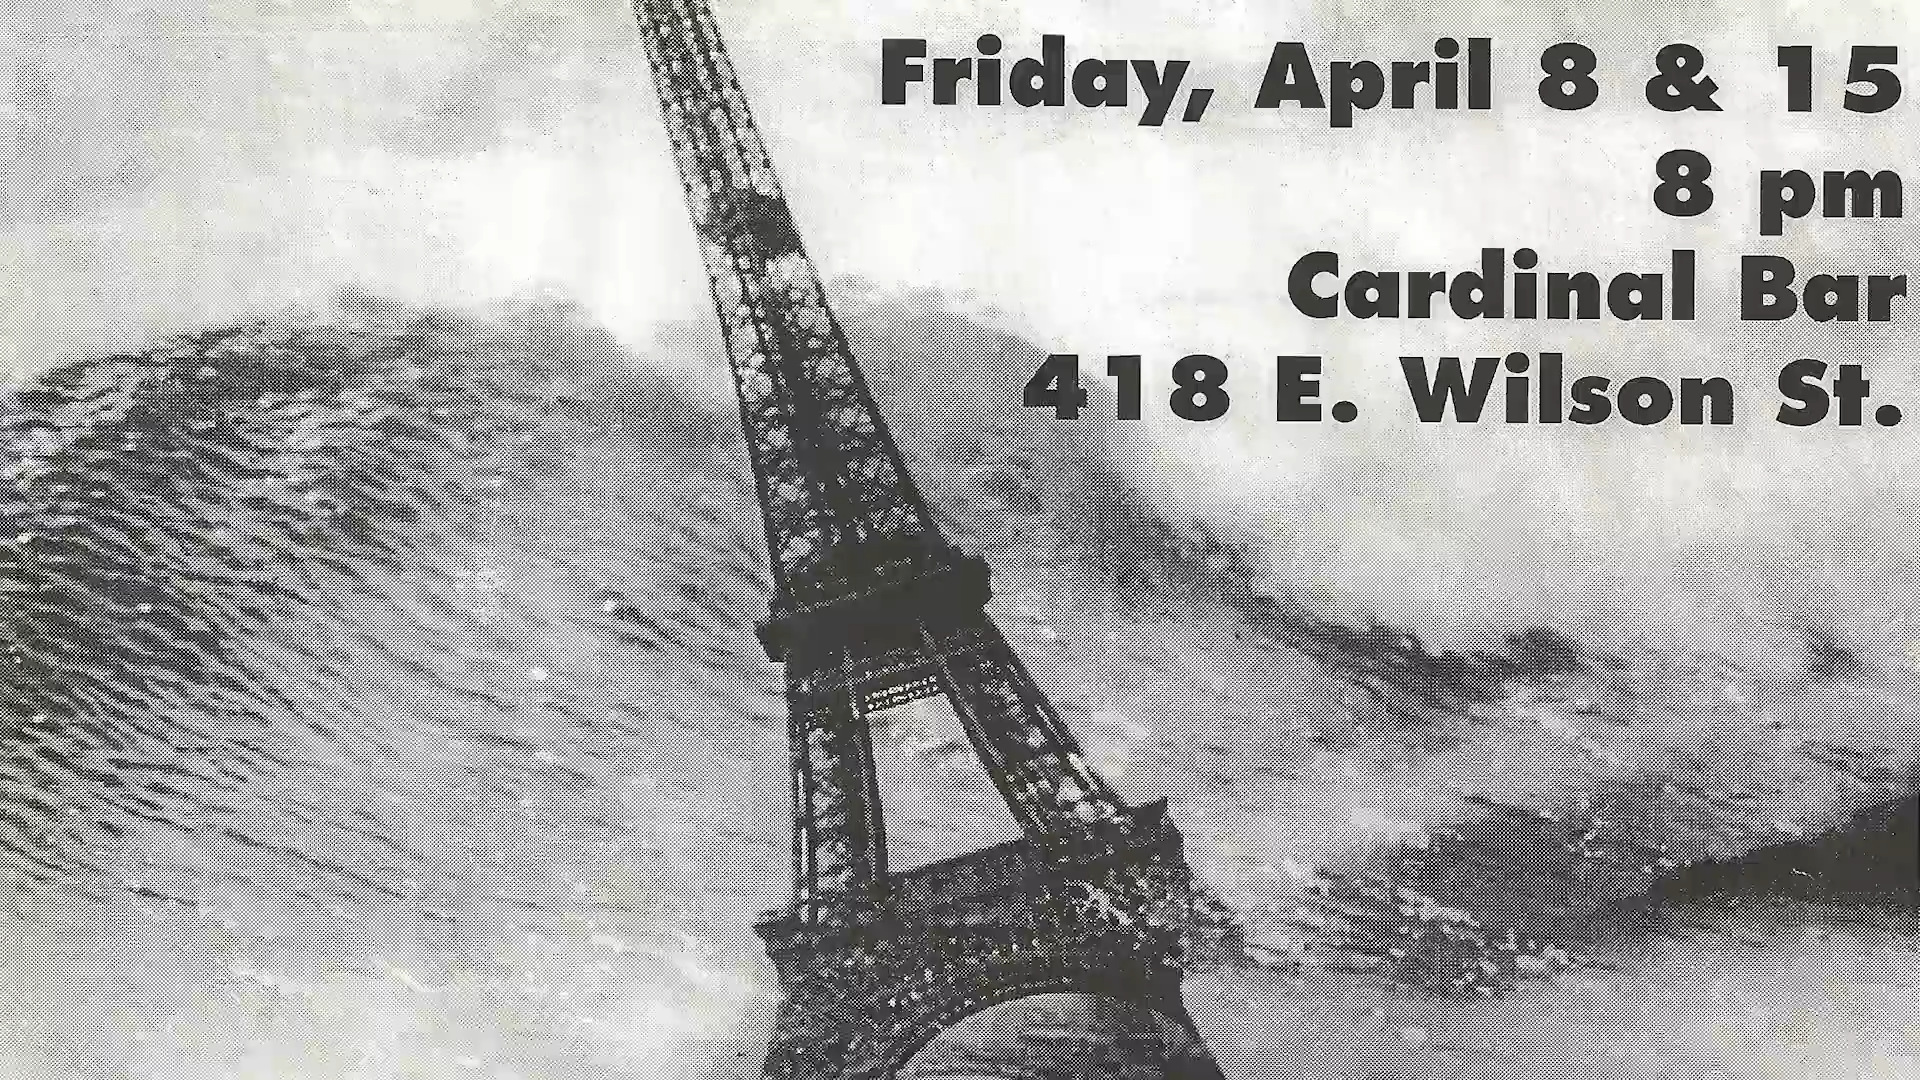 Friday, April 8 & 15
8 pm
Cardinal Bar
418 E. Wilson St.